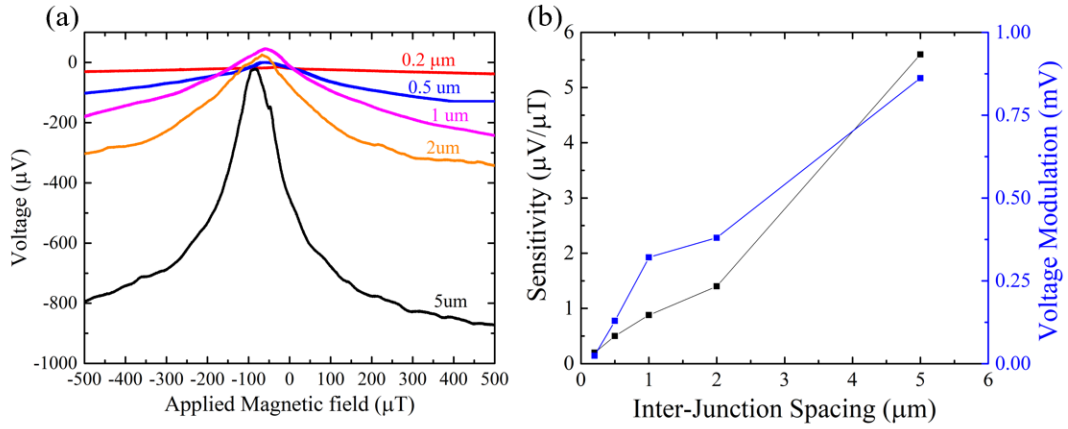 (a)
0
-200
-400
-600
-800
-1000
Voltage (μV)
0.2 μm
0.5 um
1 um
2um
5um
-500 -400 -300 -200 -100 0 100 200 300 400 500
Applied Magnetic field (μT)
(b)
6
5
4
3
2
1
0
Sensitivity (μV/μT)
1.00
0.75
0.50
0.25
0.00
Voltage Modulation (mV)
0 1 2 3 4 5 6
Inter-Junction Spacing (μm)